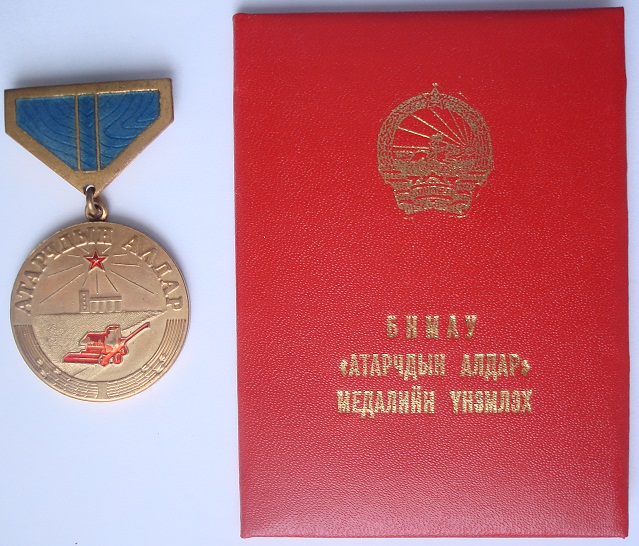 АТАРЧДЫН АЛДАР
БНМАУ
«АТАРЧДЫН АЛДАР»
МЕДАЛИЙН ҮНЭМЛЭХ